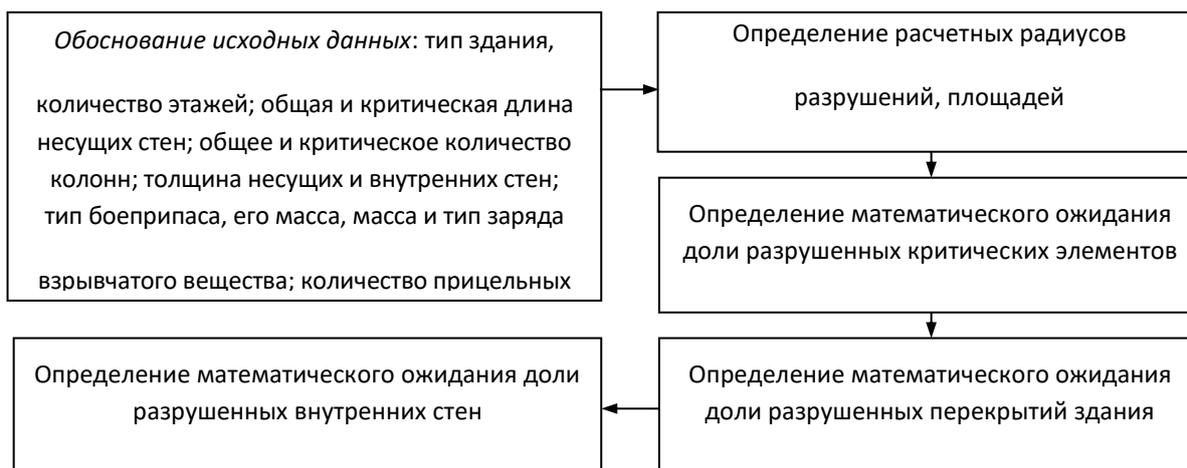 Обоснование исходных данных: тип здания,
количество этажей; общая и критическая длина
несущих стен; общее и критическое количество
колонн; толщина несущих и внутренних стен;
тип боеприпаса, его масса, масса и тип заряда
взрывчатого вещества; количество прицельных
Определение расчетных радиусов
разрушений, площадей
Определение математического ожидания
доли разрушенных критических элементов
Определение математического ожидания
доли разрушенных перекрытий здания
Определение математического ожидания доли
разрушенных внутренних стен